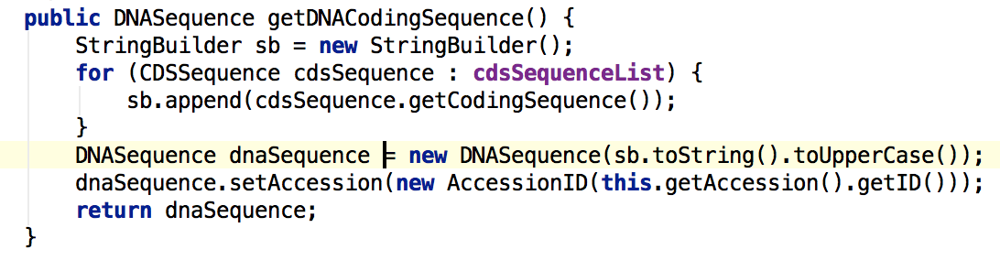 public DNASequence getDNACodingSequence() {
    StringBuilder sb = new StringBuilder();
    for (CDSSequence cdsSequence : cdsSequenceList) {
        sb.append(cdsSequence.getCodingSequence());
    }
    DNASequence dnaSequence = new DNASequence(sb.toString().toUpperCase());
    dnaSequence.setAccession(new AccessionID(this.getAccession().getID()));
    return dnaSequence;
}